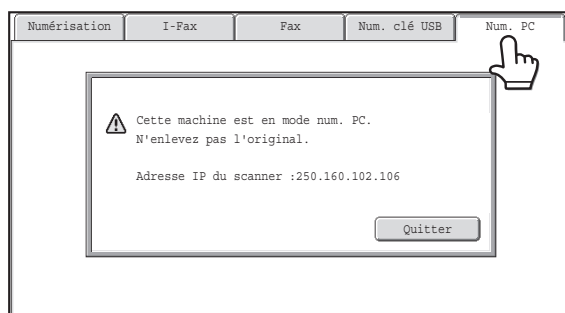 Numérisation I-Fax Fax Num. clé USB Num. PC
Cette machine est en mode num. PC.
N'enlevez pas l'original.
Adresse IP du scanner :250.160.102.106
Quitter